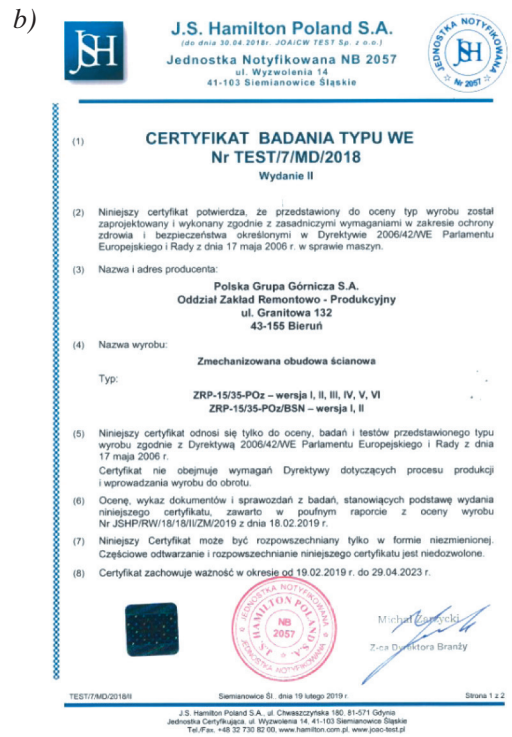 b)
JSH
J.S. Hamilton Poland S.A.
(do dnia 30.04.2018r. JOAiCW TEST Sp. z o.o.)
Jednostka Notyfikowana NB 2057
ul. Wyzwolenia 14
41-103 Siemianowice Śląskie
JEDNOSTKA NOTYFIKOWANA
JSH
Nr 2057
(1) CERTYFIKAT BADANIA TYPU WE
Nr TEST/7/MD/2018
Wydanie II
(2) Niniejszy certyfikat potwierdza, że przedstawiony do oceny typ wyrobu został
zaprojektowany i wykonany zgodnie z zasadniczymi wymaganiami w zakresie ochrony
zdrowia i bezpieczeństwa określonymi w Dyrektywie 2006/42/WE Parlamentu
Europejskiego i Rady z dnia 17 maja 2006 r. w sprawie maszyn.
(3) Nazwa i adres producenta:
Polska Grupa Górnicza S.A.
Oddział Zakład Remontowo - Produkcyjny
ul. Granitowa 132
43-155 Bieruń
(4) Nazwa wyrobu:
Zmechanizowana obudowa ścianowa
Typ:
ZRP-15/35-POz – wersja I, II, III, IV, V, VI
ZRP-15/35-POz/BSN – wersja I, II
(5) Niniejszy certyfikat odnosi się tylko do oceny, badań i testów przedstawionego typu
wyrobu zgodnie z Dyrektywą 2006/42/WE Parlamentu Europejskiego i Rady z dnia
17 maja 2006 r.
Certyfikat nie obejmuje wymagań Dyrektywy dotyczących procesu produkcji
i wprowadzania wyrobu do obrotu.
(6) Ocenę, wykaz dokumentów i sprawozdań z badań, stanowiących podstawę wydania
niniejszego certyfikatu, zawarto w poufnym raporcie z oceny wyrobu
Nr JSHP/RW/18/18/II/ZM/2019 z dnia 18.02.2019 r.
(7) Niniejszy Certyfikat może być rozpowszechniany tylko w formie niezmienionej.
Częściowe odtwarzanie i rozpowszechnianie niniejszego certyfikatu jest niedozwolone.
(8) Certyfikat zachowuje ważność w okresie od 19.02.2019 r. do 29.04.2023 r.
JEDNOSTKA NOTYFIKOWANA
J.S. HAMILTON POLAND S.A.
NB
2057
Michał
Z-ca Dyrektora Branży
TEST/7/MD/2018/II
Siemianowice Śl., dnia 19 lutego 2019 r.
Strona 1 z 2
J.S. Hamilton Poland S.A., ul. Chwaszczyńska 180, 81-571 Gdynia
Jednostka Certyfikująca, ul. Wyzwolenia 14, 41-103 Siemianowice Śląskie
Tel./Fax. +48 32 730 82 00, www.hamilton.com.pl, www.joac-test.pl